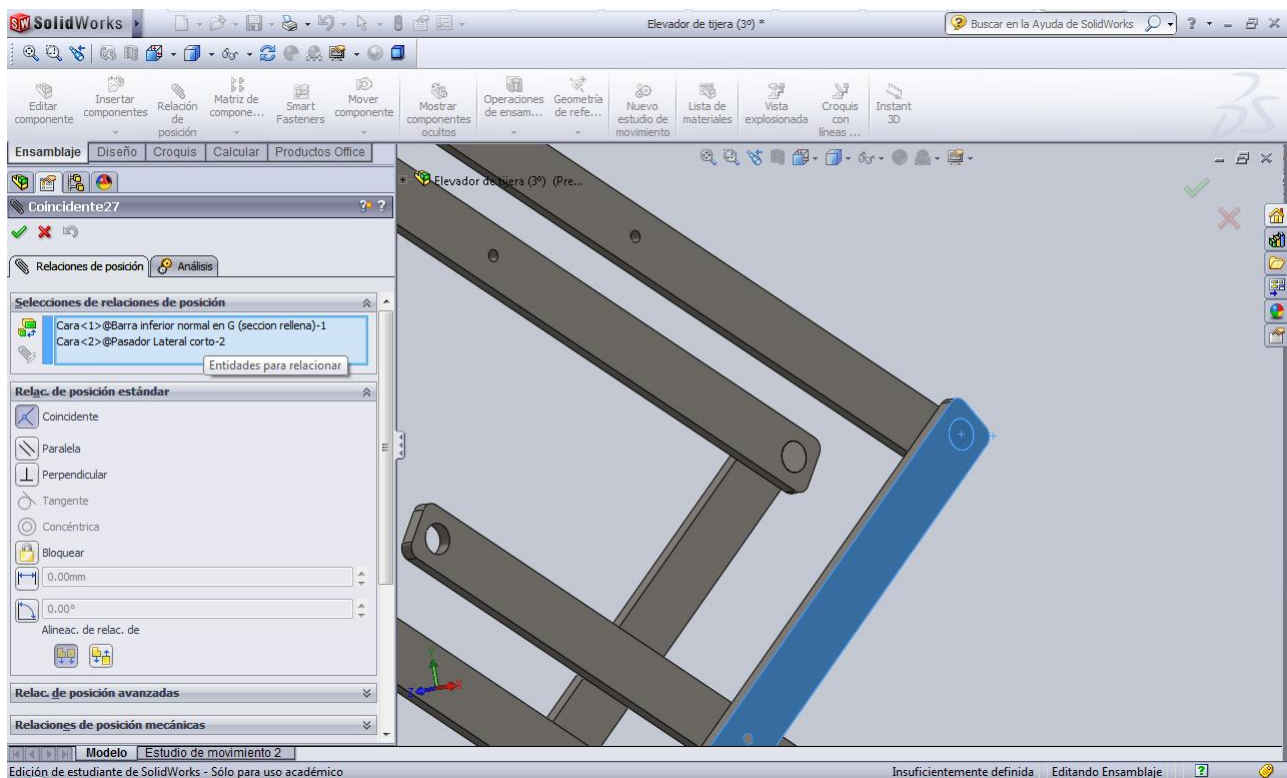 SolidWorks
Elevador de tijera (3º) *
Buscar en la Ayuda de SolidWorks
?
Editar componente
Insertar componentes
Relación de posición
Matriz de compone...
Smart Fasteners
Mover componente
Mostrar componentes ocultos
Operaciones de ensam...
Geometría de refe...
Nuevo estudio de movimiento
Lista de materiales
Vista explosionada
Croquis con líneas ...
Instant 3D
Ensamblaje
Diseño
Croquis
Calcular
Productos Office
Elevador de tijera (3º) (Pre...
Coincidente27
Relaciones de posición
Análisis
Selecciones de relaciones de posición
Cara<1>@Barra inferior normal en G (seccion rellena)-1
Cara<2>@Pasador Lateral corto-2
Entidades para relacionar
Relac. de posición estándar
Coincidente
Paralela
Perpendicular
Tangente
Concéntrica
Bloquear
0.00mm
0.00°
Alineac. de relac. de
Relac. de posición avanzadas
Relaciones de posición mecánicas
Y
X
Z
Modelo
Estudio de movimiento 2
Edición de estudiante de SolidWorks - Sólo para uso académico
Insuficientemente definida
Editando Ensamblaje
?